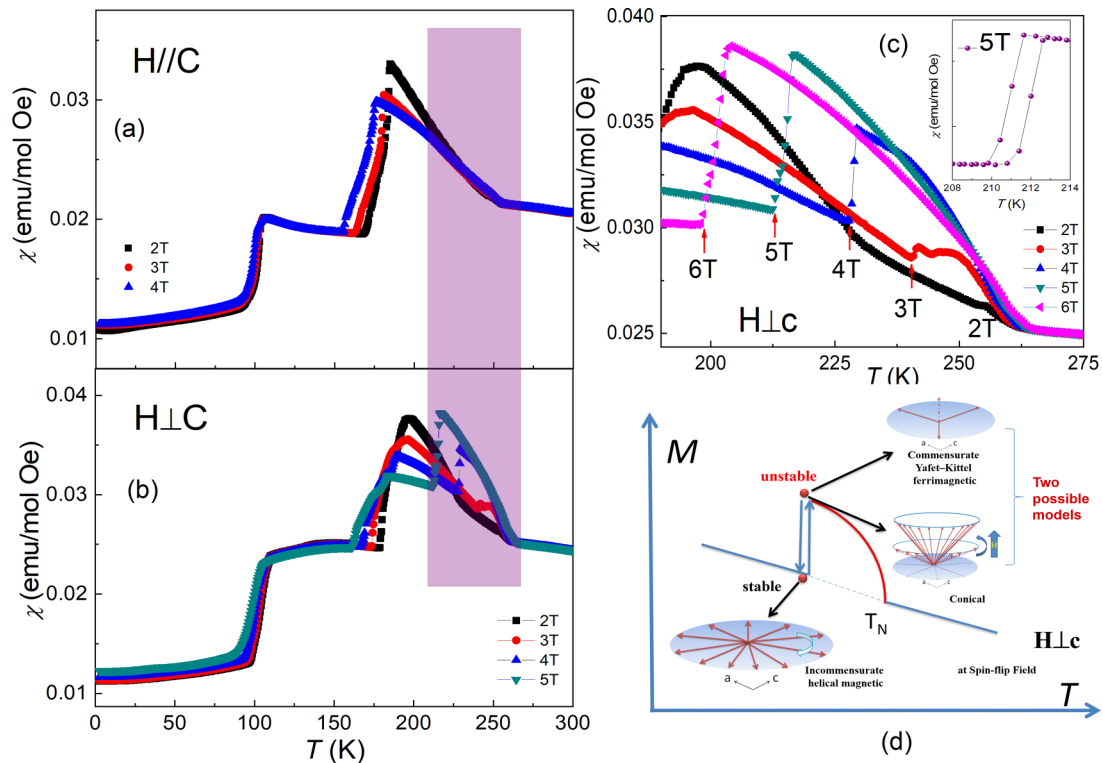 H//C
(a)
0.03
0.02
0.01
χ (emu/mol Oe)
2T
3T
4T
H⊥C
(b)
0.04
0.03
0.02
0.01
χ (emu/mol Oe)
2T
3T
4T
5T
0 50 100 150 200 250 300
T (K)
(c)
0.040
0.035
0.030
0.025
χ (emu/mol Oe)
5T
χ (emu/mol Oe)
208 210 212 214
T (K)
6T
5T
4T
3T
2T
H⊥c
2T
3T
4T
5T
6T
200 225 250 275
T (K)
M
unstable
a c
Commensurate
Yafet–Kittel
ferrimagnetic
Two
possible
models
a c
Conical
stable
T_N
a c
Incommensurate
helical magnetic
H⊥c
at Spin-flip Field
T
(d)